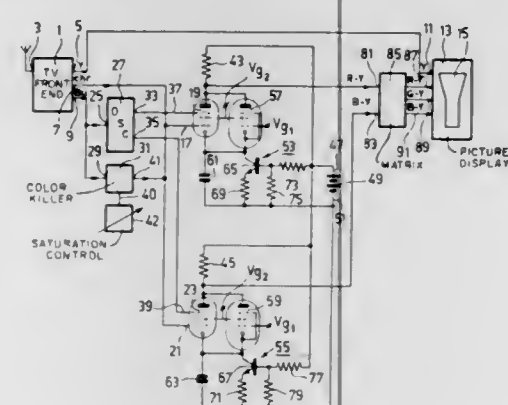 3
1
5
Y
TV
FRONT
END
Chr
7
9
25
27
O
S
C
33
35
37
17
19
43
Vg2
57
Vg1
61
65
53
69
73
75
47
49
R-Y
B-Y
81
83
85
MATRIX
87
R-Y
G-Y
B-Y
91
89
11
13
15
PICTURE
DISPLAY
29
31
41
COLOR
KILLER
40
42
SATURATION
CONTROL
39
21
23
45
Vg2
59
Vg1
63
67
55
71
77
79